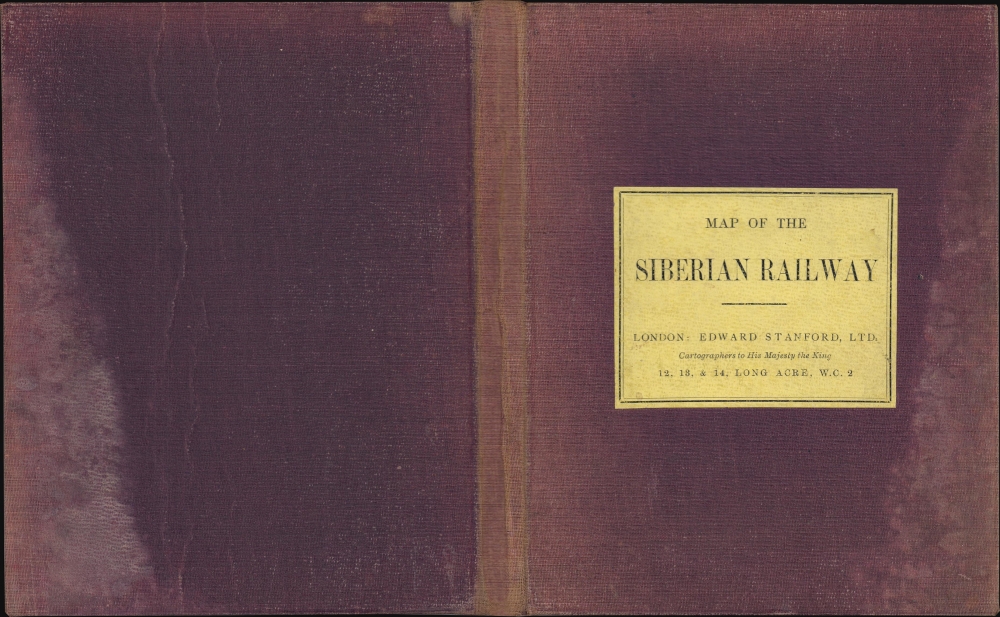 MAP OF THE
SIBERIAN RAILWAY
LONDON: EDWARD STANFORD, LTD.
Cartographers to His Majesty the King
12, 13, & 14, LONG ACRE, W.C. 2